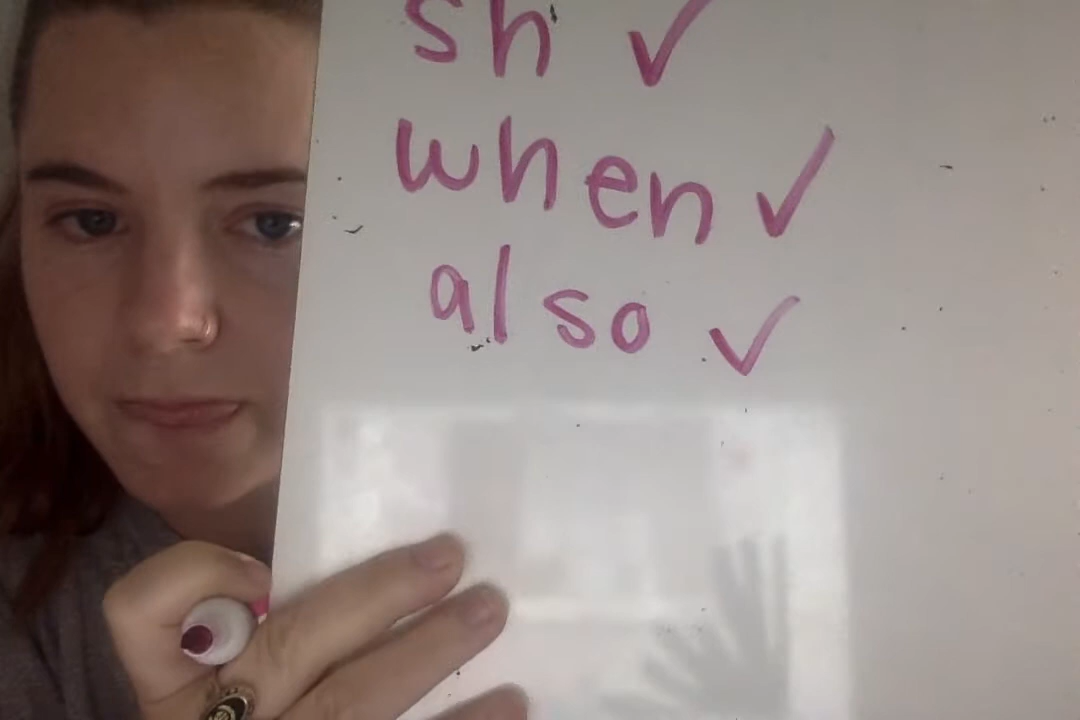 sh ✓
when ✓
also ✓